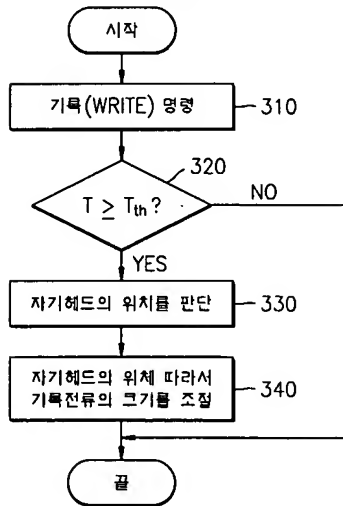 시작
기록(WRITE) 명령
310
320
T ≥ Tth?
NO
YES
자기헤드의 위치를 판단
330
자기헤드의 위체 따라서
기록전류의 크기를 조절
340
끝